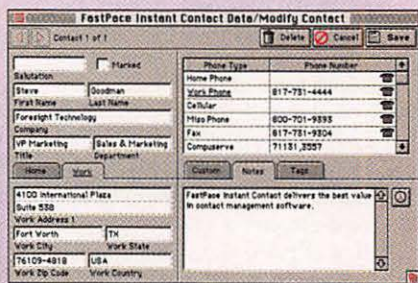 FastPace Instant Contact Data/Modify Contact
Contact 1 of 1
Delete
Cancel
Save
Marked
Salutation
Steve
Goodman
First Name
Last Name
Foresight Technology
Company
VP Marketing
Sales & Marketing
Title
Department
Home
Work
4100 International Plaza
Suite 538
Work Address 1
Fort Worth
TX
Work City
Work State
76109-4818
USA
Work Zip Code
Work Country
Phone Type
Phone Number
Home Phone
Work Phone
817-731-4444
Cellular
Misc Phone
800-701-9393
Fax
817-731-9304
Compuserve
71131,3557
Custom
Notes
Tags
FastPace Instant Contact delivers the best value
in contact management software.